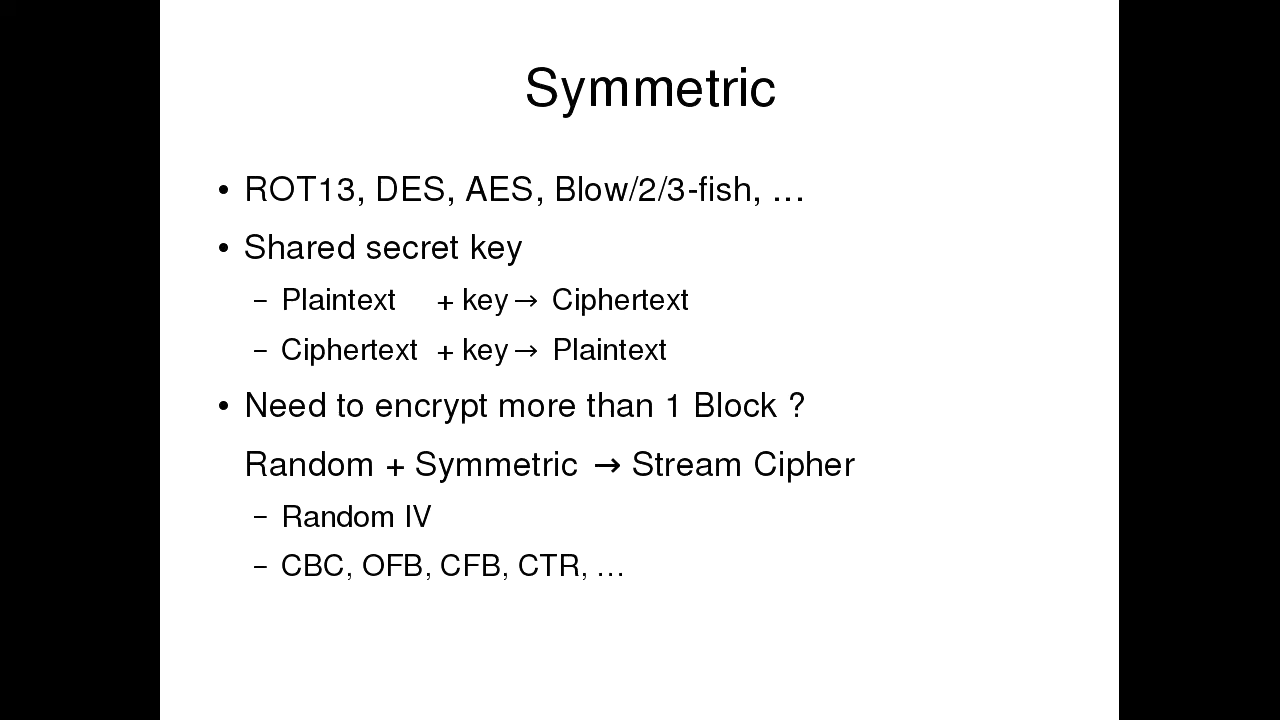 Symmetric
• ROT13, DES, AES, Blow/2/3-fish, …
• Shared secret key
– Plaintext + key → Ciphertext
– Ciphertext + key → Plaintext
• Need to encrypt more than 1 Block ?
Random + Symmetric → Stream Cipher
– Random IV
– CBC, OFB, CFB, CTR, …